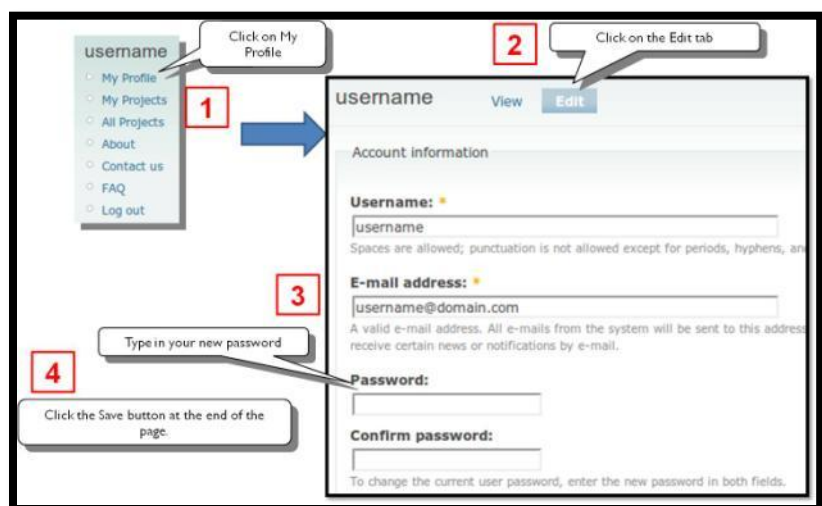 username
My Profile
My Projects
All Projects
About
Contact us
FAQ
Log out
Click on My
Profile
1
2
Click on the Edit tab
username View Edit
Account information
Username: *
username
Spaces are allowed; punctuation is not allowed except for periods, hyphens, an
3
E-mail address: *
username@domain.com
A valid e-mail address. All e-mails from the system will be sent to this address
receive certain news or notifications by e-mail.
Type in your new password
4
Click the Save button at the end of the
page.
Password:
Confirm password:
To change the current user password, enter the new password in both fields.